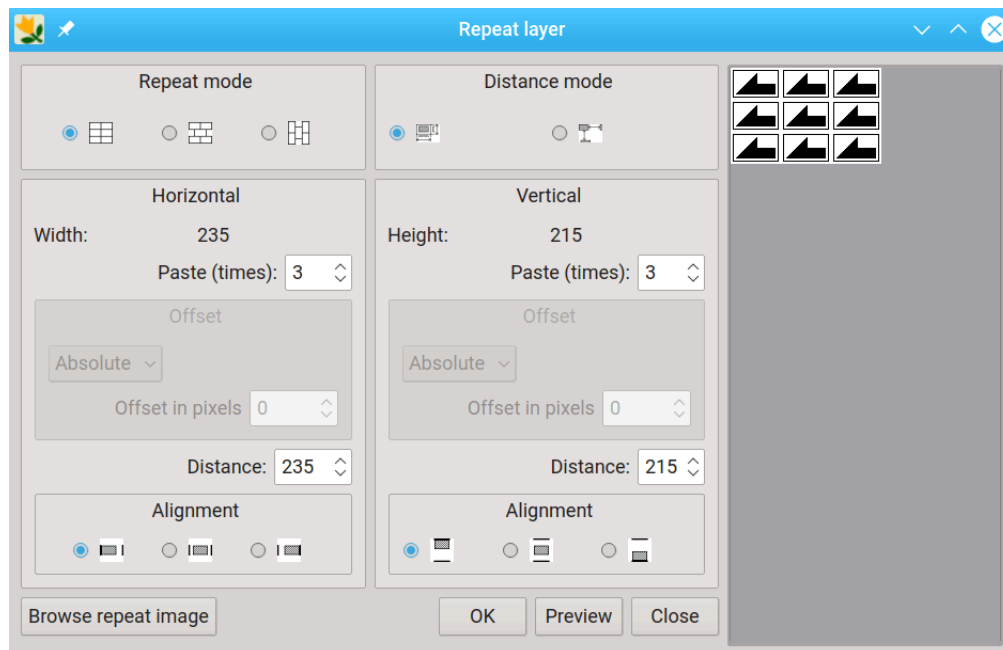 Repeat layer
Repeat mode
Distance mode
Horizontal
Width: 235
Paste (times): 3
Offset
Absolute
Offset in pixels 0
Distance: 235
Alignment
Vertical
Height: 215
Paste (times): 3
Offset
Absolute
Offset in pixels 0
Distance: 215
Alignment
Browse repeat image
OK
Preview
Close